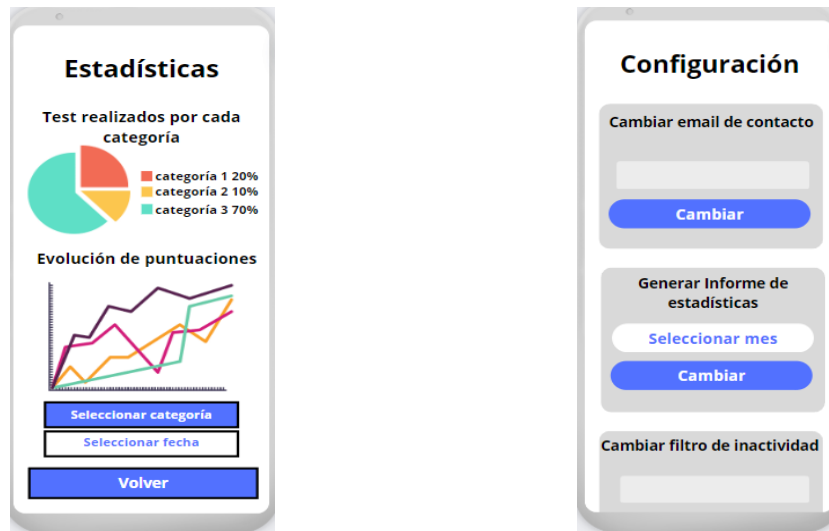 Estadísticas
Test realizados por cada
categoría
categoría 1 20%
categoría 2 10%
categoría 3 70%
Evolución de puntuaciones
Seleccionar categoría
Seleccionar fecha
Volver
Configuración
Cambiar email de contacto
Cambiar
Generar Informe de
estadísticas
Seleccionar mes
Cambiar
Cambiar filtro de inactividad